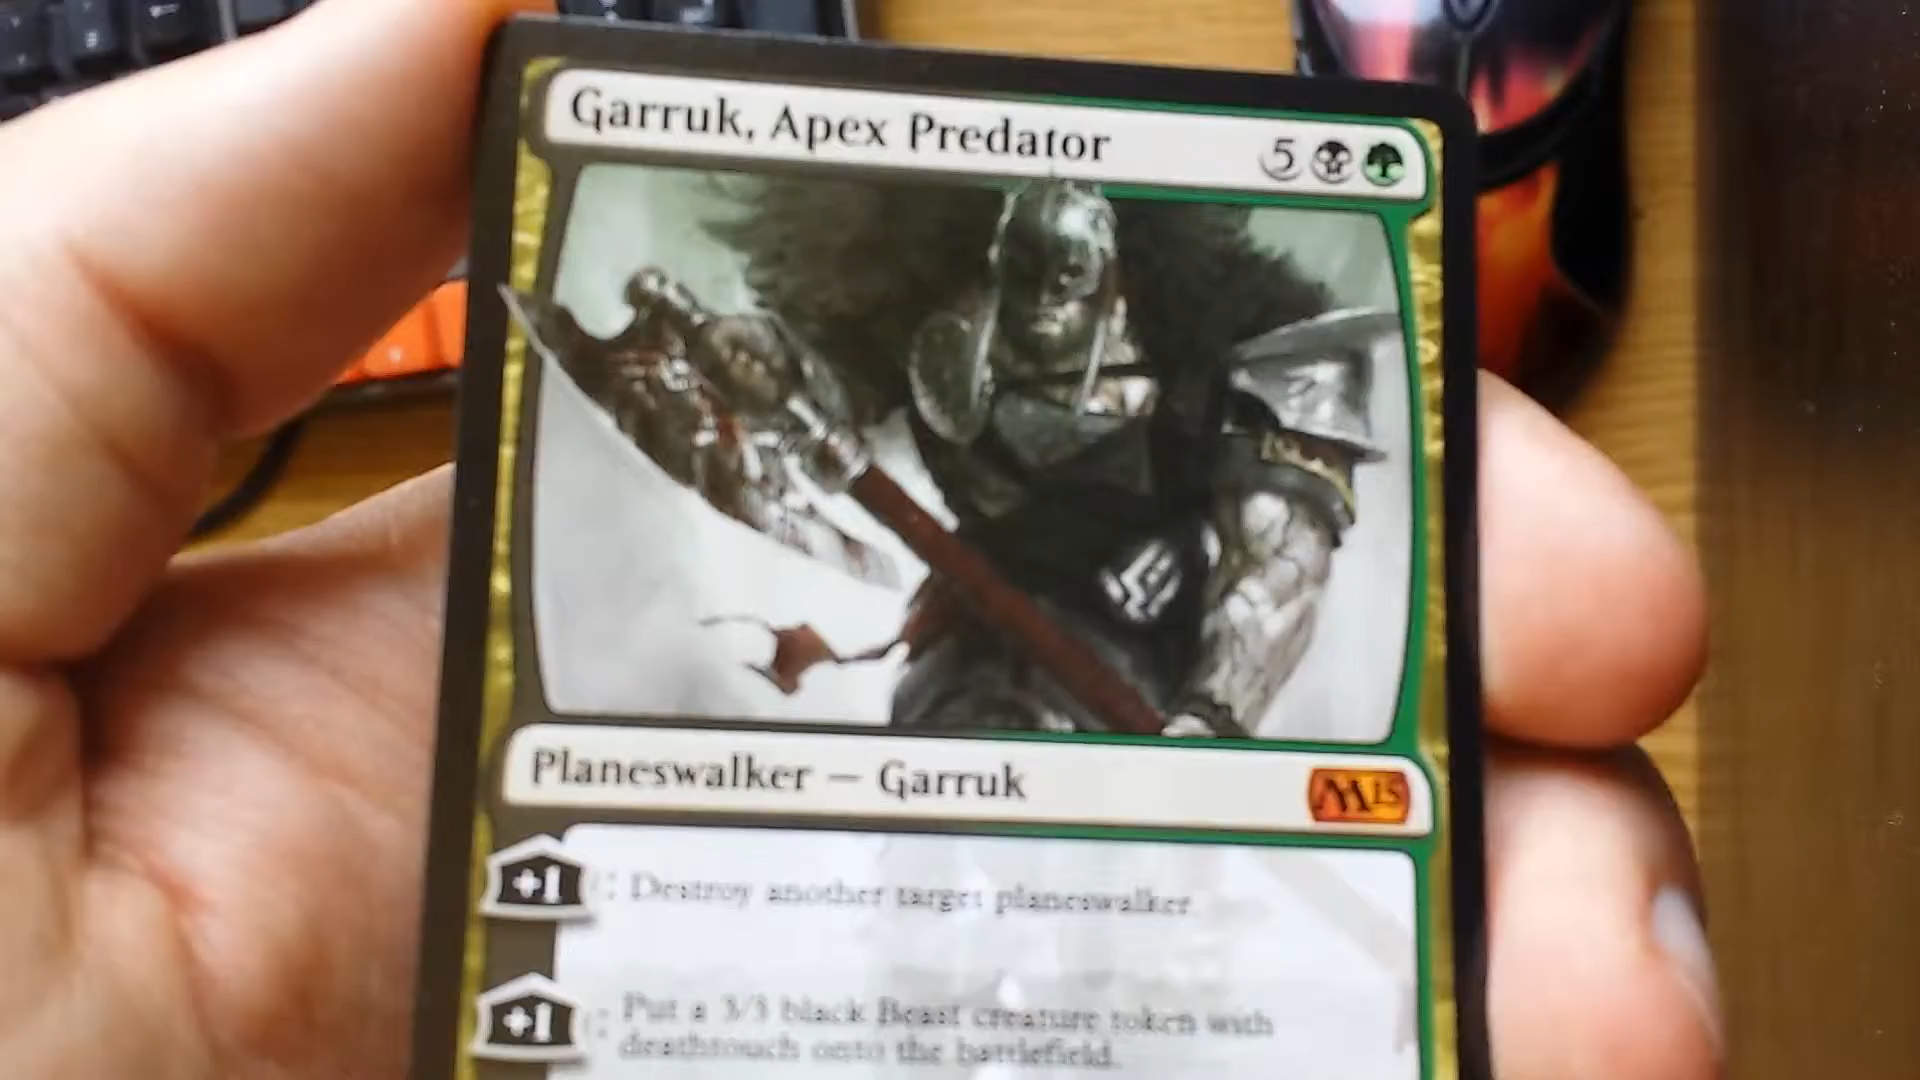 Garruk, Apex Predator
5
Planeswalker — Garruk
M15
+1: Destroy another target planeswalker.
+1: Put a 3/3 black Beast creature token with
deathtouch onto the battlefield.